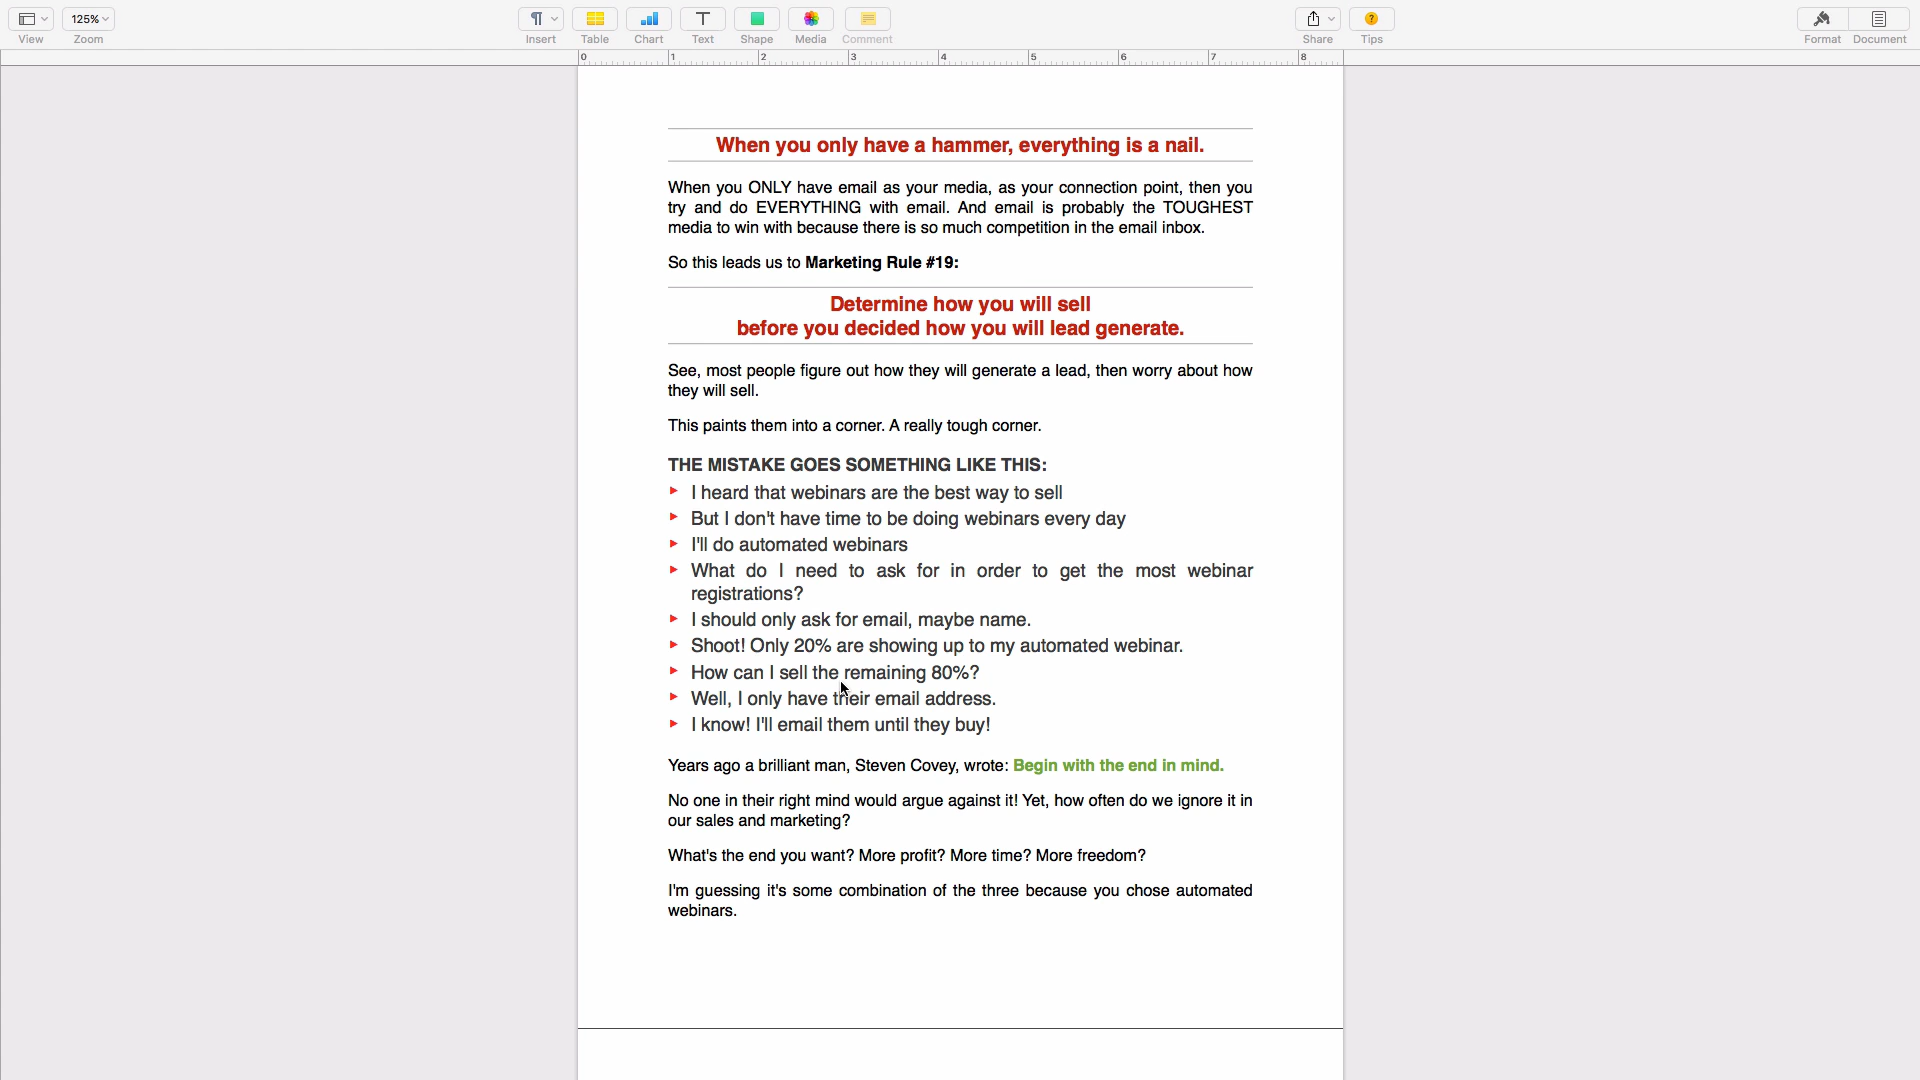 125%
View
Zoom
Insert
Table
Chart
Text
Shape
Media
Comment
Share
Tips
Format
Document
0 1 2 3 4 5 6 7 8
When you only have a hammer, everything is a nail.
When you ONLY have email as your media, as your connection point, then you
try and do EVERYTHING with email. And email is probably the TOUGHEST
media to win with because there is so much competition in the email inbox.
So this leads us to Marketing Rule #19:
Determine how you will sell
before you decided how you will lead generate.
See, most people figure out how they will generate a lead, then worry about how
they will sell.
This paints them into a corner. A really tough corner.
THE MISTAKE GOES SOMETHING LIKE THIS:
I heard that webinars are the best way to sell
But I don't have time to be doing webinars every day
I'll do automated webinars
What do I need to ask for in order to get the most webinar
registrations?
I should only ask for email, maybe name.
Shoot! Only 20% are showing up to my automated webinar.
How can I sell the remaining 80%?
Well, I only have their email address.
I know! I'll email them until they buy!
Years ago a brilliant man, Steven Covey, wrote: Begin with the end in mind.
No one in their right mind would argue against it! Yet, how often do we ignore it in
our sales and marketing?
What's the end you want? More profit? More time? More freedom?
I'm guessing it's some combination of the three because you chose automated
webinars.